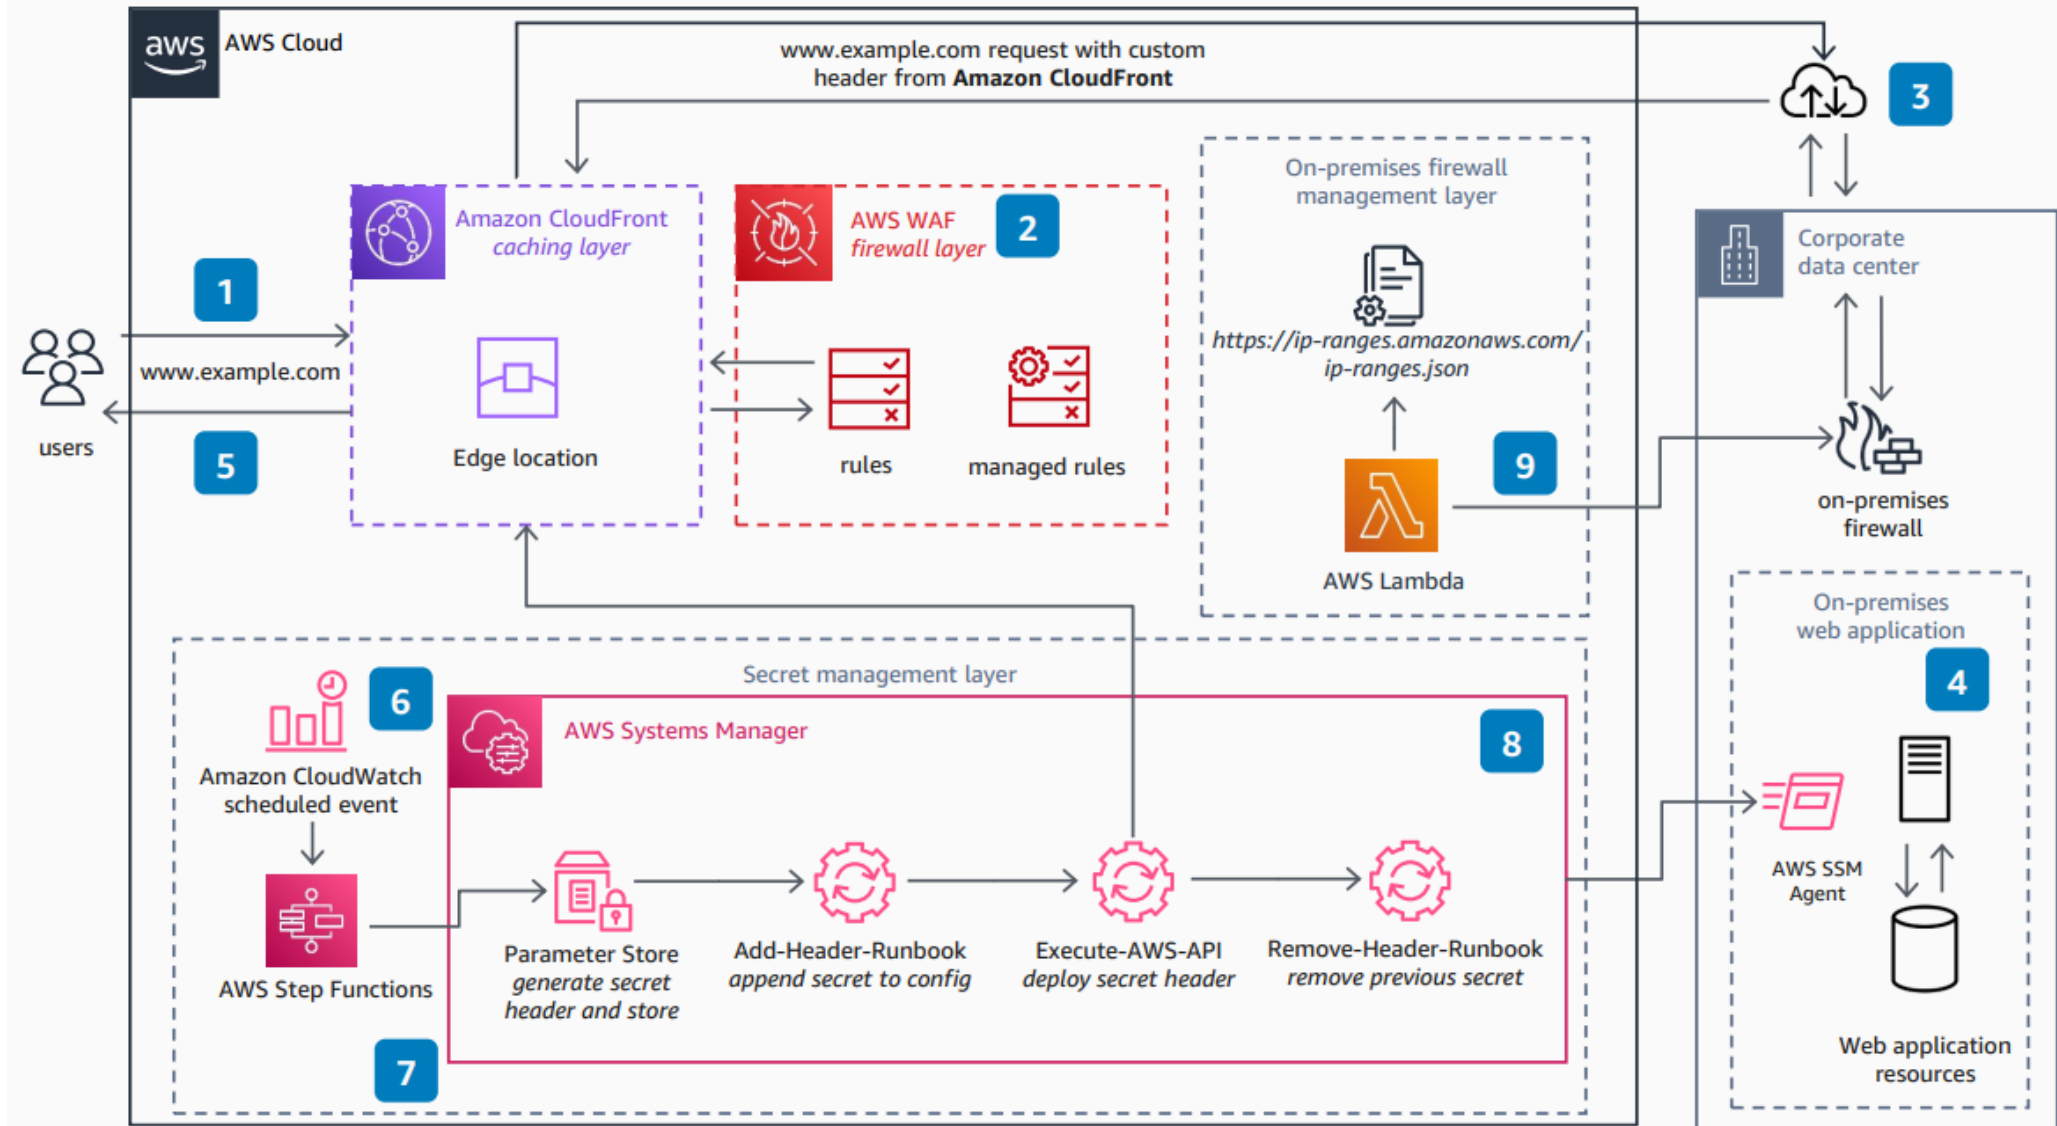 aws
AWS Cloud
www.example.com request with custom
header from Amazon CloudFront
3
Amazon CloudFront
caching layer
AWS WAF
firewall layer
2
On-premises firewall
management layer
Corporate
data center
1
www.example.com
users
5
Edge location
rules
managed rules
https://ip-ranges.amazonaws.com/
ip-ranges.json
9
AWS Lambda
on-premises
firewall
On-premises
web application
4
Secret management layer
6
Amazon CloudWatch
scheduled event
AWS Systems Manager
8
AWS Step Functions
7
Parameter Store
generate secret
header and store
Add-Header-Runbook
append secret to config
Execute-AWS-API
deploy secret header
Remove-Header-Runbook
remove previous secret
AWS SSM
Agent
Web application
resources